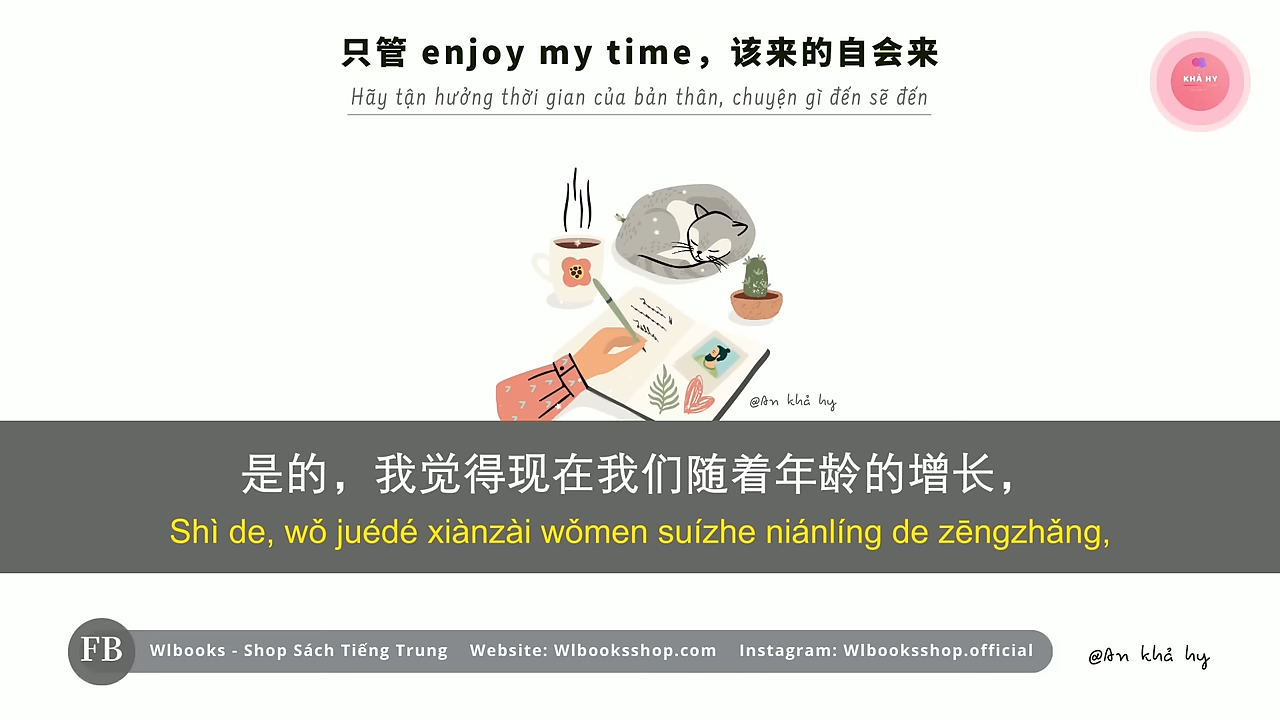 只管 enjoy my time，该来的自会来
Hãy tận hưởng thời gian của bản thân, chuyện gì đến sẽ đến
KHẢ HY
@An khả hy
是的，我觉得现在我们随着年龄的增长，
Shì de, wǒ juédé xiànzài wǒmen suízhe niánlíng de zēngzhǎng,
FB Wlbooks - Shop Sách Tiếng Trung Website: Wlbooksshop.com Instagram: Wlbooksshop.official
@An khả hy